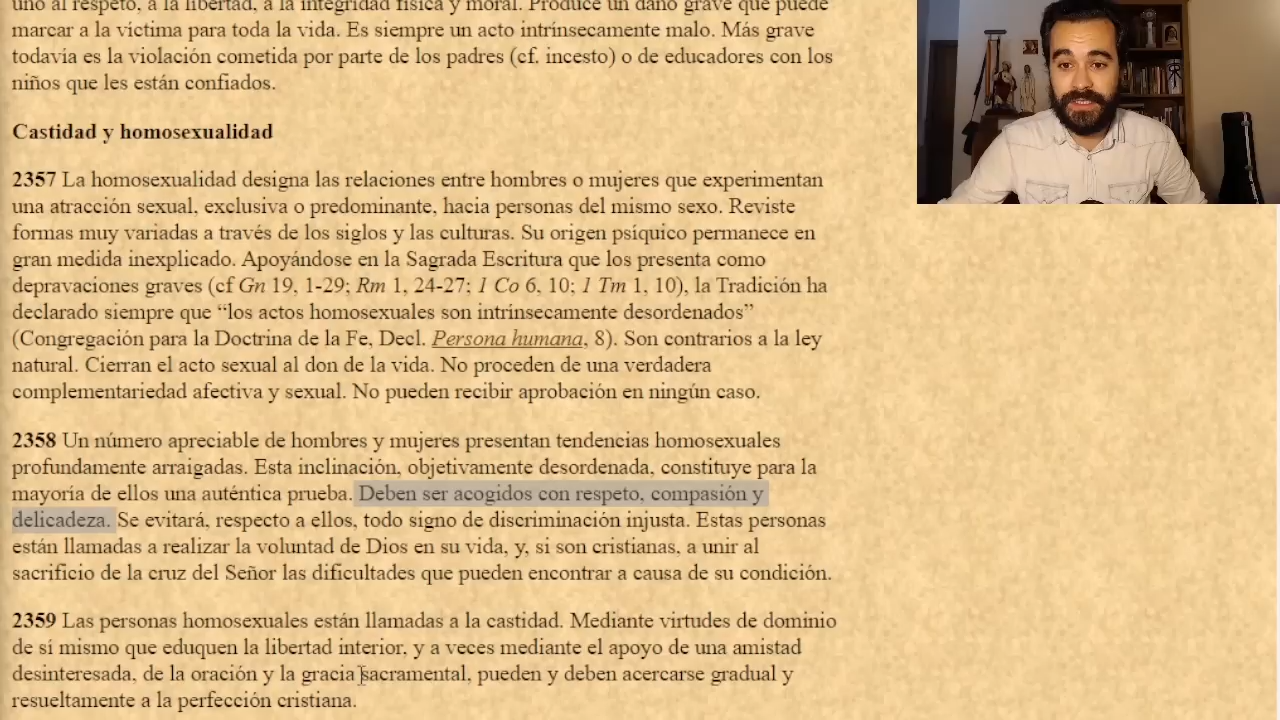 uno al respeto, a la libertad, a la integridad física y moral. Produce un daño grave que puede
marcar a la víctima para toda la vida. Es siempre un acto intrínsecamente malo. Más grave
todavía es la violación cometida por parte de los padres (cf. incesto) o de educadores con los
niños que les están confiados.
Castidad y homosexualidad
2357 La homosexualidad designa las relaciones entre hombres o mujeres que experimentan
una atracción sexual, exclusiva o predominante, hacia personas del mismo sexo. Reviste
formas muy variadas a través de los siglos y las culturas. Su origen psíquico permanece en
gran medida inexplicado. Apoyándose en la Sagrada Escritura que los presenta como
depravaciones graves (cf Gn 19, 1-29; Rm 1, 24-27; 1 Co 6, 10; 1 Tm 1, 10), la Tradición ha
declarado siempre que “los actos homosexuales son intrínsecamente desordenados”
(Congregación para la Doctrina de la Fe, Decl. Persona humana, 8). Son contrarios a la ley
natural. Cierran el acto sexual al don de la vida. No proceden de una verdadera
complementariedad afectiva y sexual. No pueden recibir aprobación en ningún caso.
2358 Un número apreciable de hombres y mujeres presentan tendencias homosexuales
profundamente arraigadas. Esta inclinación, objetivamente desordenada, constituye para la
mayoría de ellos una auténtica prueba. Deben ser acogidos con respeto, compasión y
delicadeza. Se evitará, respecto a ellos, todo signo de discriminación injusta. Estas personas
están llamadas a realizar la voluntad de Dios en su vida, y, si son cristianas, a unir al
sacrificio de la cruz del Señor las dificultades que pueden encontrar a causa de su condición.
2359 Las personas homosexuales están llamadas a la castidad. Mediante virtudes de dominio
de sí mismo que eduquen la libertad interior, y a veces mediante el apoyo de una amistad
desinteresada, de la oración y la gracia sacramental, pueden y deben acercarse gradual y
resueltamente a la perfección cristiana.